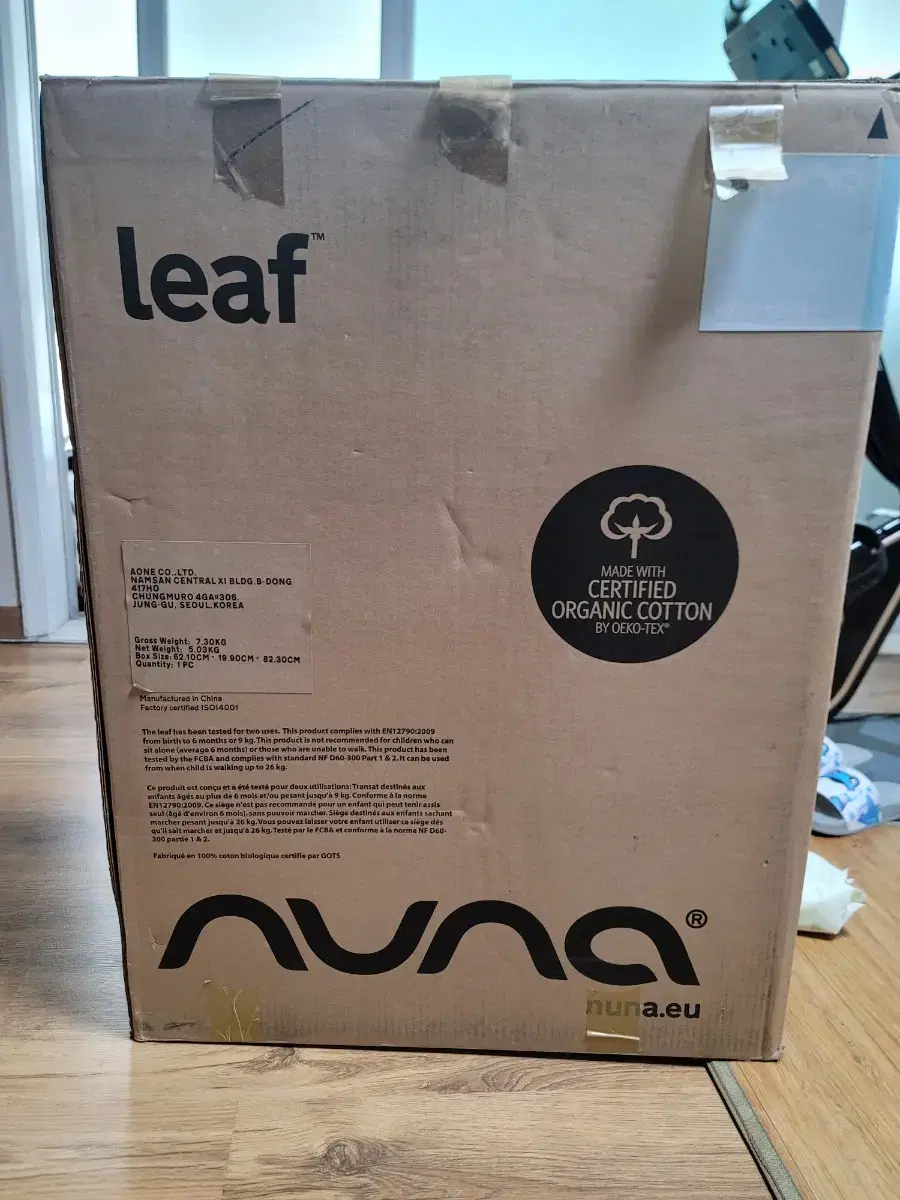 leaf™
MADE WITH
CERTIFIED
ORGANIC COTTON
BY OEKO-TEX®
AONE CO.,LTD.
NAMSAN CENTRAL XI BLDG.B-DONG
417HO
CHUNGMURO 4GA#306,
JUNG-GU, SEOUL.KOREA
Gross Weight: 7.30KG
Net Weight: 5.03KG
Box Size: 62.10CM * 19.90CM * 82.30CM
Quantity: 1 PC
Manufactured in China
Factory certified ISO14001
The leaf has been tested for two uses. This product complies with EN12790:2009
from birth to 6 months or 9 kg. This product is not recommended for children who can
sit alone (average 6 months) or those who are unable to walk. This product has been
tested by the FCBA and complies with standard NF D60-300 Part 1 & 2. It can be used
from when child is walking up to 26 kg.
Ce produit est conçu et a été testé pour deux utilisations: Transat destinés aux
enfants âgés au plus de 6 mois et/ou pesant jusqu'à 9 kg. Conforme à la norme
EN12790:2009. Ce siège n'est pas recommandé pour un enfant qui peut tenir assis
seul (âgé d'environ 6 mois), sans pouvoir marcher. Siège destinés aux enfants sachant
marcher pesant jusqu'à 26 kg. Vous pouvez laisser votre enfant utiliser ce siège dès
qu'il sait marcher et jusqu'à 26 kg. Testé par le FCBA et conforme à la norme NF D60-
300 partie 1 & 2.
Fabriqué en 100% coton biologique certifie par GOTS
nuna®
nuna.eu